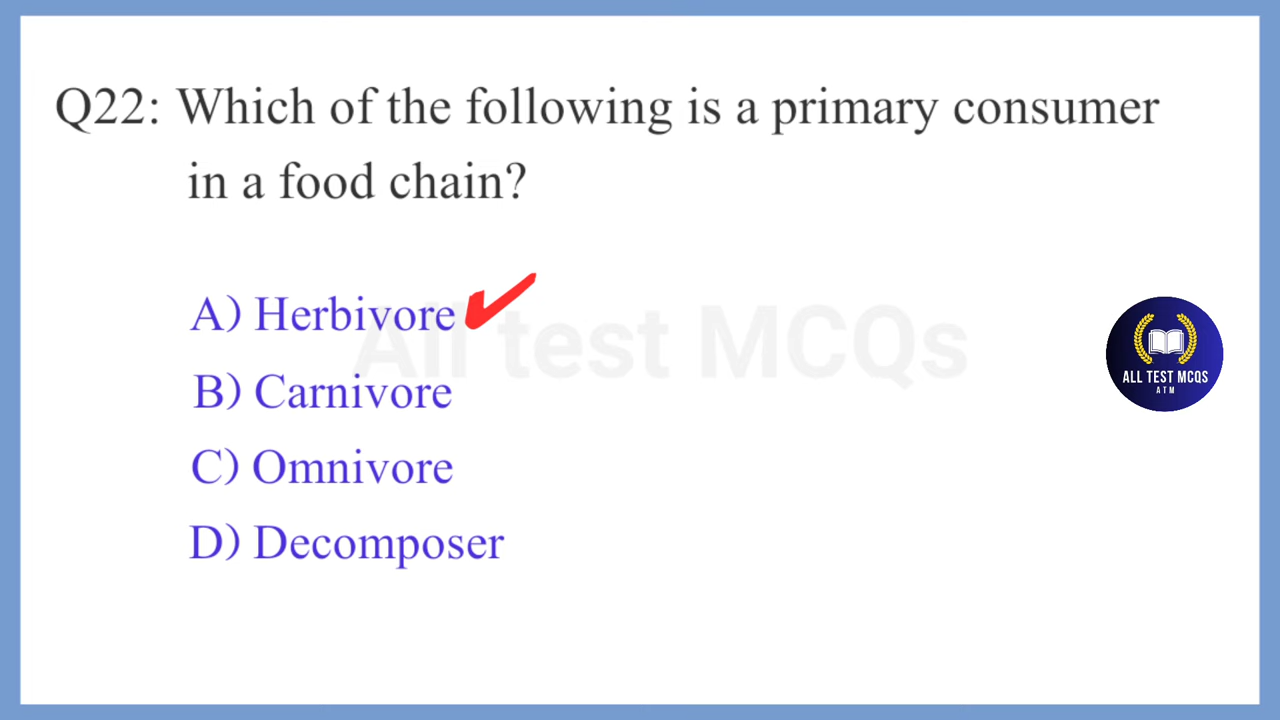 Q22: Which of the following is a primary consumer
in a food chain?
A) Herbivore
All test MCQs
B) Carnivore
C) Omnivore
D) Decomposer
ALL TEST MCQS
ATM